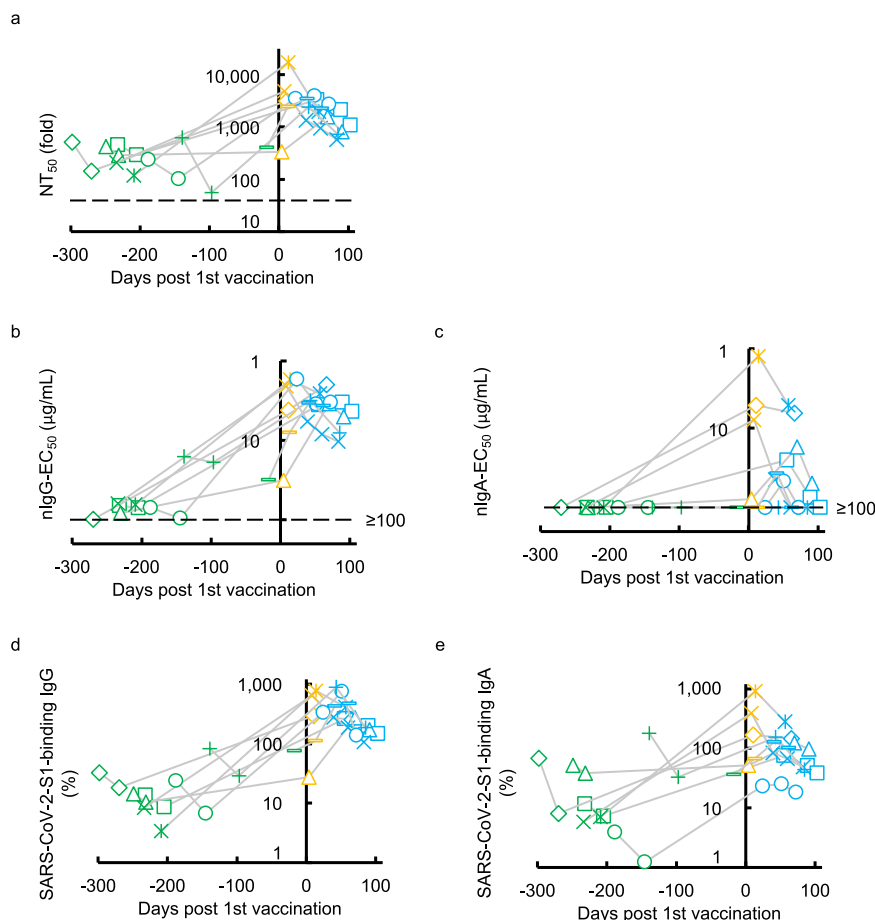 a
NT50 (fold)
10,000
1,000
100
10
-300 -200 -100 0 100
Days post 1st vaccination
b
nIgG-EC50 (µg/mL)
1
10
≥100
-300 -200 -100 0 100
Days post 1st vaccination
c
nIgA-EC50 (µg/mL)
1
10
≥100
-300 -200 -100 0 100
Days post 1st vaccination
d
SARS-CoV-2-S1-binding IgG
(%)
1,000
100
10
1
-300 -200 -100 0 100
Days post 1st vaccination
e
SARS-CoV-2-S1-binding IgA
(%)
1,000
100
10
1
-300 -200 -100 0 100
Days post 1st vaccination